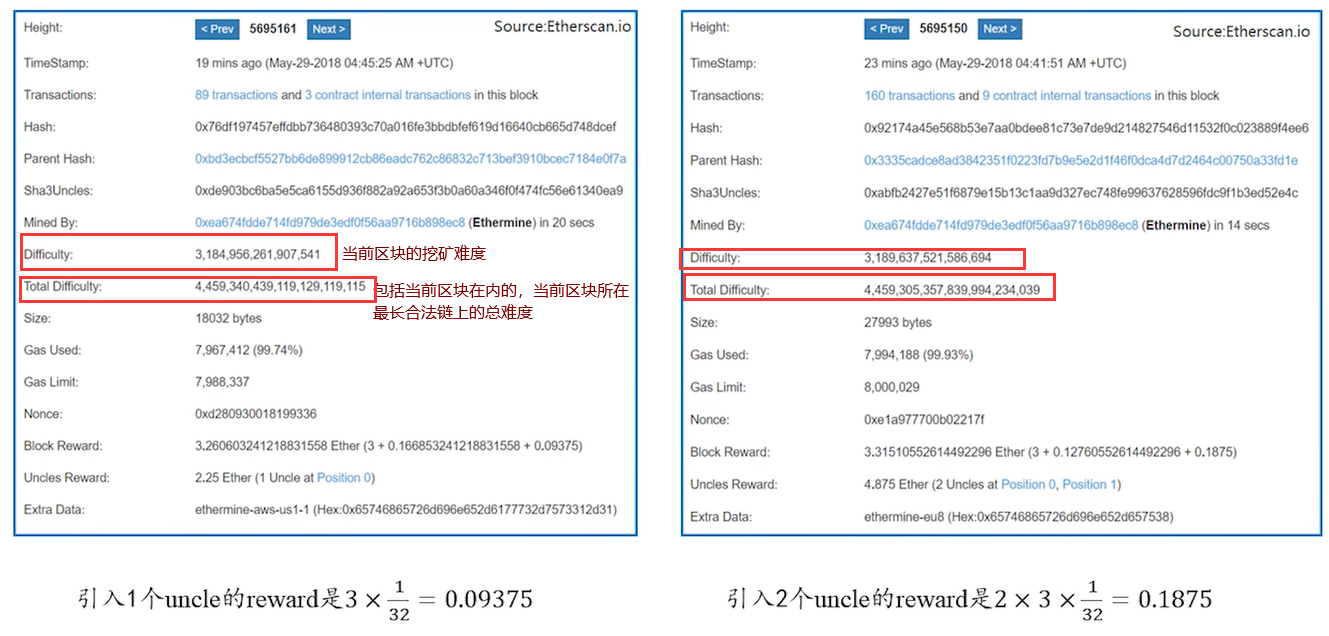 Height: < Prev 5695161 Next > Source:Etherscan.io
TimeStamp: 19 mins ago (May-29-2018 04:45:25 AM +UTC)
Transactions: 89 transactions and 3 contract internal transactions in this block
Hash: 0x76df197457effdbb736480393c70a016fe3bbdbfef619d16640cb665d748dcef
Parent Hash: 0xbd3ecbcf5527bb6de899912cb86eadc762c86832c713bef3910bcec7184e0f7a
Sha3Uncles: 0xde903bc6ba5e5ca6155d936f882a92a653f3b0a60a346f0f474fc56e61340ea9
Mined By: 0xea674fdde714fd979de3edf0f56aa9716b898ec8 (Ethermine) in 20 secs
Difficulty: 3,184,956,261,907,541 当前区块的挖矿难度
Total Difficulty: 4,459,340,439,119,129,119,115 包括当前区块在内的，当前区块所在
最长合法链上的总难度
Size: 18032 bytes
Gas Used: 7,967,412 (99.74%)
Gas Limit: 7,988,337
Nonce: 0xd280930018199336
Block Reward: 3.260603241218831558 Ether (3 + 0.166853241218831558 + 0.09375)
Uncles Reward: 2.25 Ether (1 Uncle at Position 0)
Extra Data: ethermine-aws-us1-1 (Hex:0x65746865726d696e652d6177732d7573312d31)
引入1个uncle的reward是3 × 1/32 = 0.09375
Height: < Prev 5695150 Next > Source:Etherscan.io
TimeStamp: 23 mins ago (May-29-2018 04:41:51 AM +UTC)
Transactions: 160 transactions and 9 contract internal transactions in this block
Hash: 0x92174a45e568b53e7aa0bdee81c73e7de9d214827546d11532f0c023889f4ee6
Parent Hash: 0x3335cadce8ad3842351f0223fd7b9e5e2d1f46f0dca4d7d2464c00750a33fd1e
Sha3Uncles: 0xabfb2427e51f6879e15b13c1aa9d327ec748fe99637628596fdc9f1b3ed52e4c
Mined By: 0xea674fdde714fd979de3edf0f56aa9716b898ec8 (Ethermine) in 14 secs
Difficulty: 3,189,637,521,586,694
Total Difficulty: 4,459,305,357,839,994,234,039
Size: 27993 bytes
Gas Used: 7,994,188 (99.93%)
Gas Limit: 8,000,029
Nonce: 0xe1a977700b02217f
Block Reward: 3.31510552614492296 Ether (3 + 0.12760552614492296 + 0.1875)
Uncles Reward: 4.875 Ether (2 Uncles at Position 0, Position 1)
Extra Data: ethermine-eu8 (Hex:0x65746865726d696e652d657538)
引入2个uncle的reward是2 × 3 × 1/32 = 0.1875